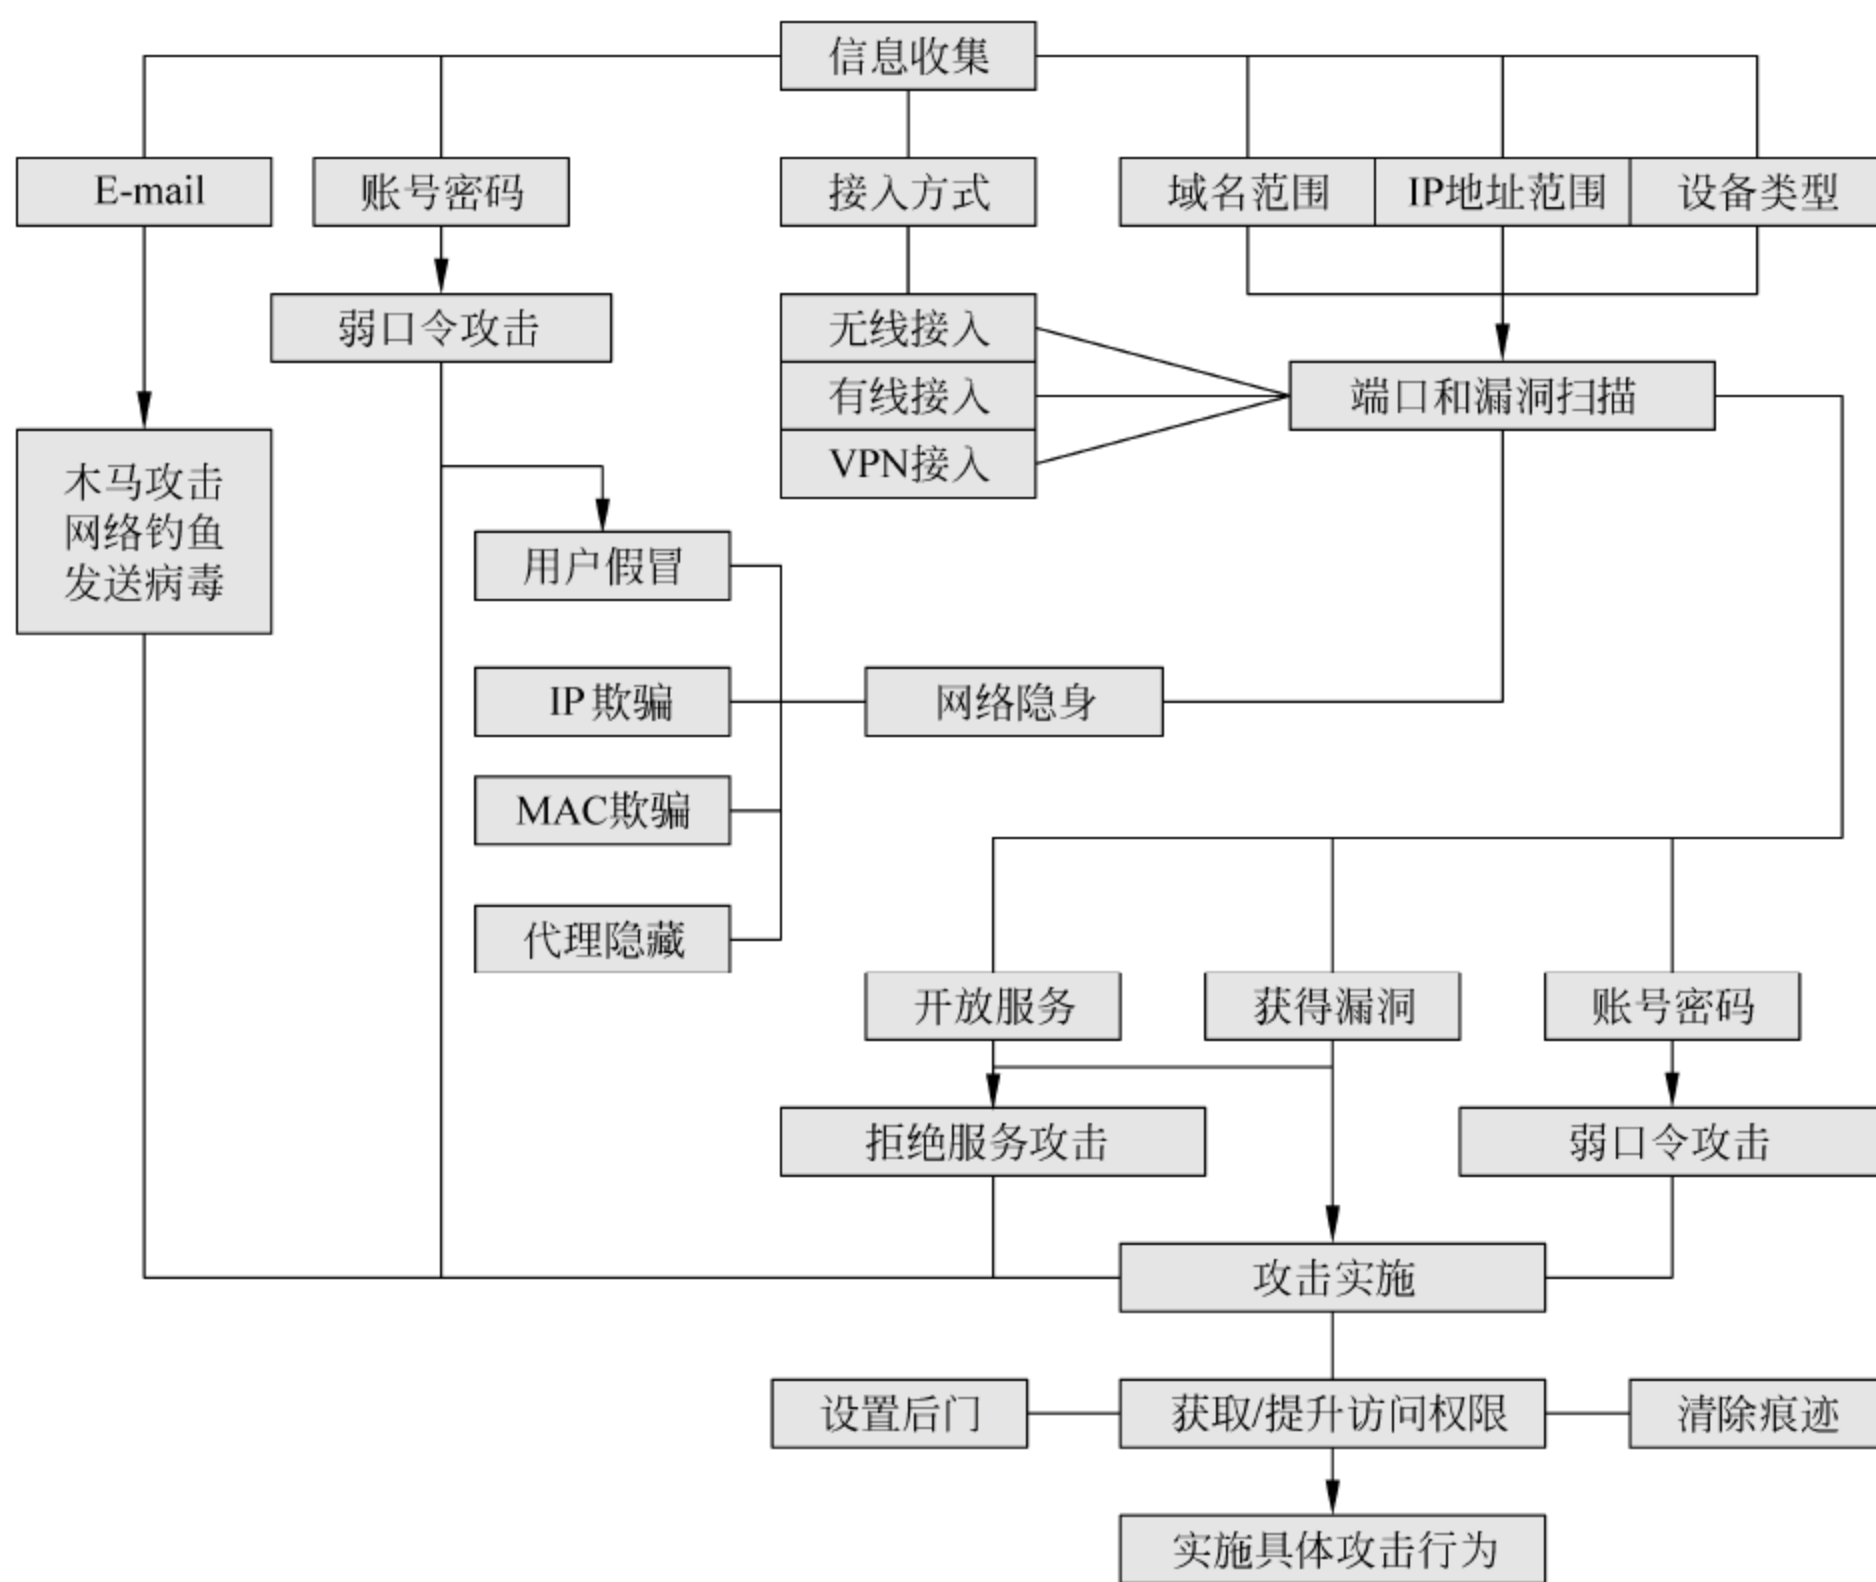 信息收集
E-mail
账号密码
接入方式
域名范围
IP地址范围
设备类型
弱口令攻击
无线接入
有线接入
VPN接入
端口和漏洞扫描
木马攻击
网络钓鱼
发送病毒
用户假冒
IP欺骗
网络隐身
MAC欺骗
代理隐藏
开放服务
获得漏洞
账号密码
拒绝服务攻击
弱口令攻击
攻击实施
设置后门
获取/提升访问权限
清除痕迹
实施具体攻击行为